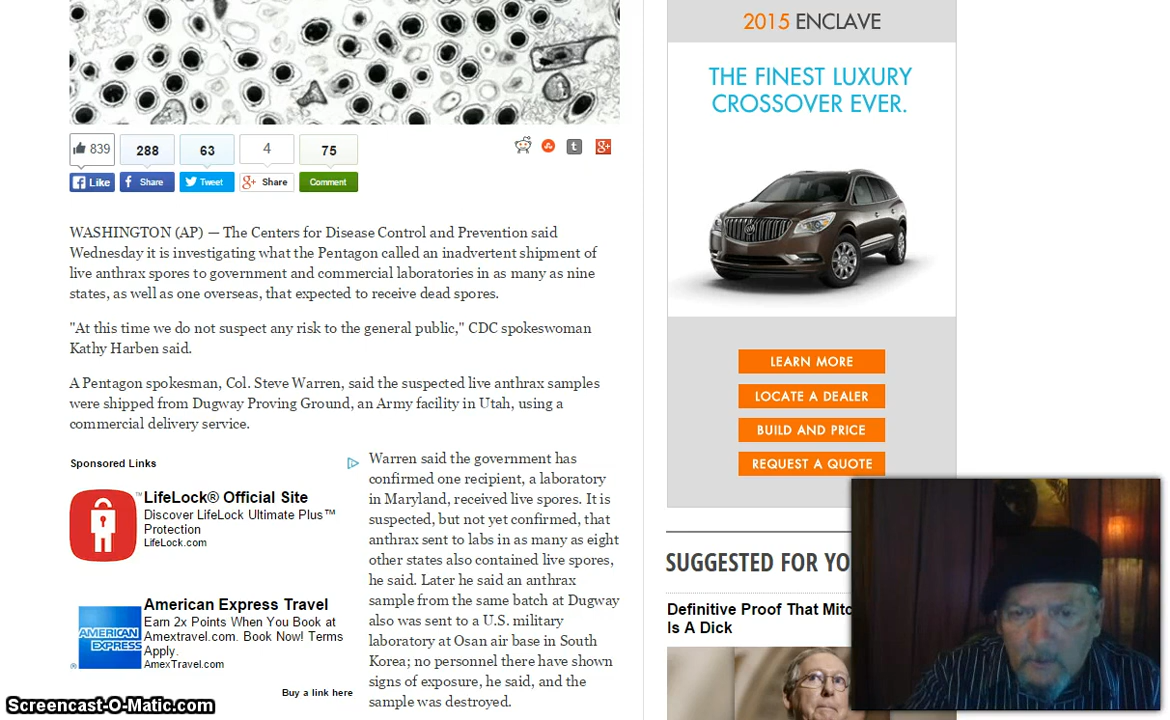 2015 ENCLAVE
THE FINEST LUXURY
CROSSOVER EVER.
839
288
63
4
75
Like
Share
Tweet
Share
Comment
WASHINGTON (AP) — The Centers for Disease Control and Prevention said
Wednesday it is investigating what the Pentagon called an inadvertent shipment of
live anthrax spores to government and commercial laboratories in as many as nine
states, as well as one overseas, that expected to receive dead spores.
"At this time we do not suspect any risk to the general public," CDC spokeswoman
Kathy Harben said.
A Pentagon spokesman, Col. Steve Warren, said the suspected live anthrax samples
were shipped from Dugway Proving Ground, an Army facility in Utah, using a
commercial delivery service.
LEARN MORE
LOCATE A DEALER
BUILD AND PRICE
REQUEST A QUOTE
Sponsored Links
LifeLock® Official Site
Discover LifeLock Ultimate Plus™
Protection
LifeLock.com
AMERICAN
EXPRESS
American Express Travel
Earn 2x Points When You Book at
Amextravel.com. Book Now! Terms
Apply.
AmexTravel.com
Buy a link here
Warren said the government has
confirmed one recipient, a laboratory
in Maryland, received live spores. It is
suspected, but not yet confirmed, that
anthrax sent to labs in as many as eight
other states also contained live spores,
he said. Later he said an anthrax
sample from the same batch at Dugway
also was sent to a U.S. military
laboratory at Osan air base in South
Korea; no personnel there have shown
signs of exposure, he said, and the
sample was destroyed.
SUGGESTED FOR YO
Definitive Proof That Mitc
Is A Dick
Screencast-O-Matic.com